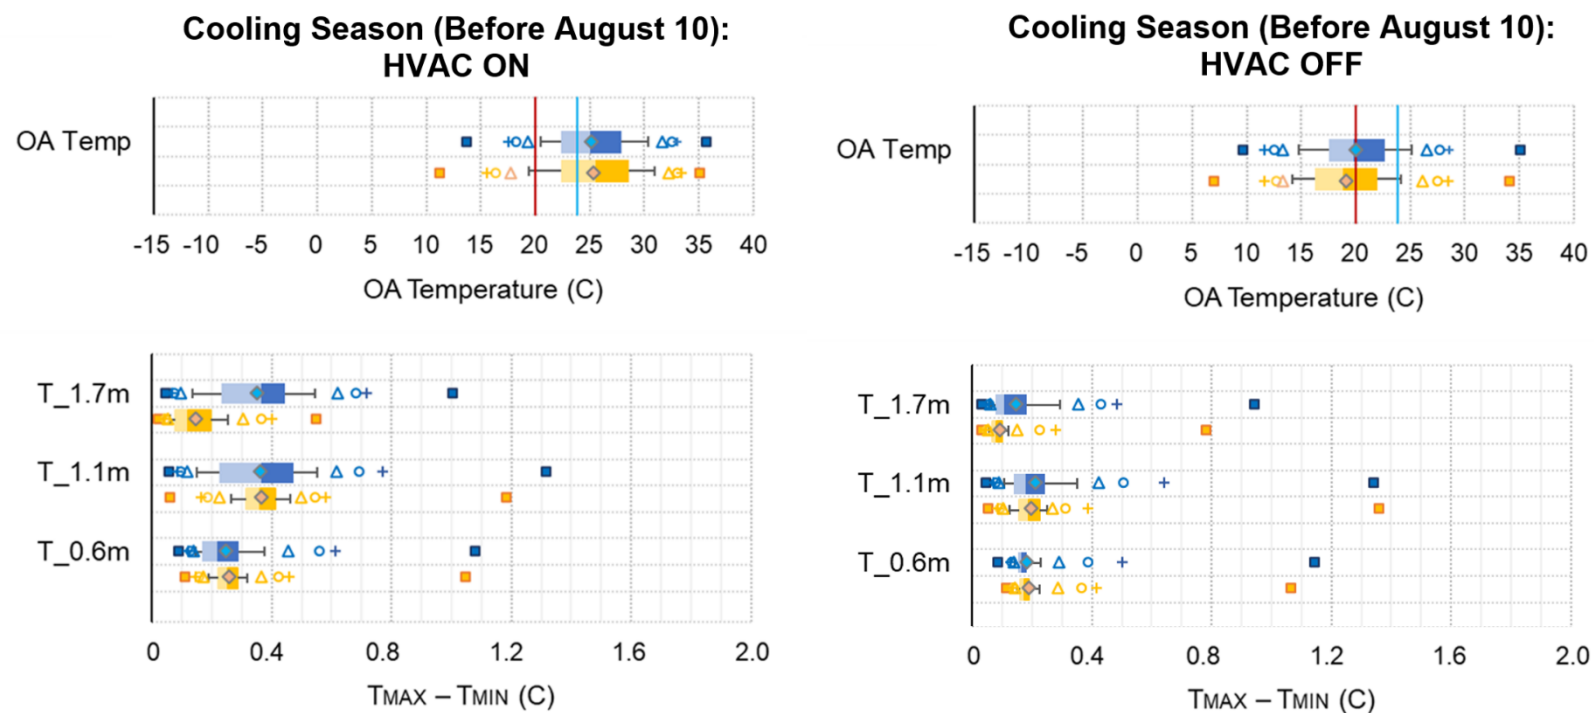 Cooling Season (Before August 10):
HVAC ON
OA Temp
-15 -10 -5 0 5 10 15 20 25 30 35 40
OA Temperature (C)
T_1.7m
T_1.1m
T_0.6m
0 0.4 0.8 1.2 1.6 2.0
TMAX – TMIN (C)
Cooling Season (Before August 10):
HVAC OFF
OA Temp
-15 -10 -5 0 5 10 15 20 25 30 35 40
OA Temperature (C)
T_1.7m
T_1.1m
T_0.6m
0 0.4 0.8 1.2 1.6 2.0
TMAX – TMIN (C)